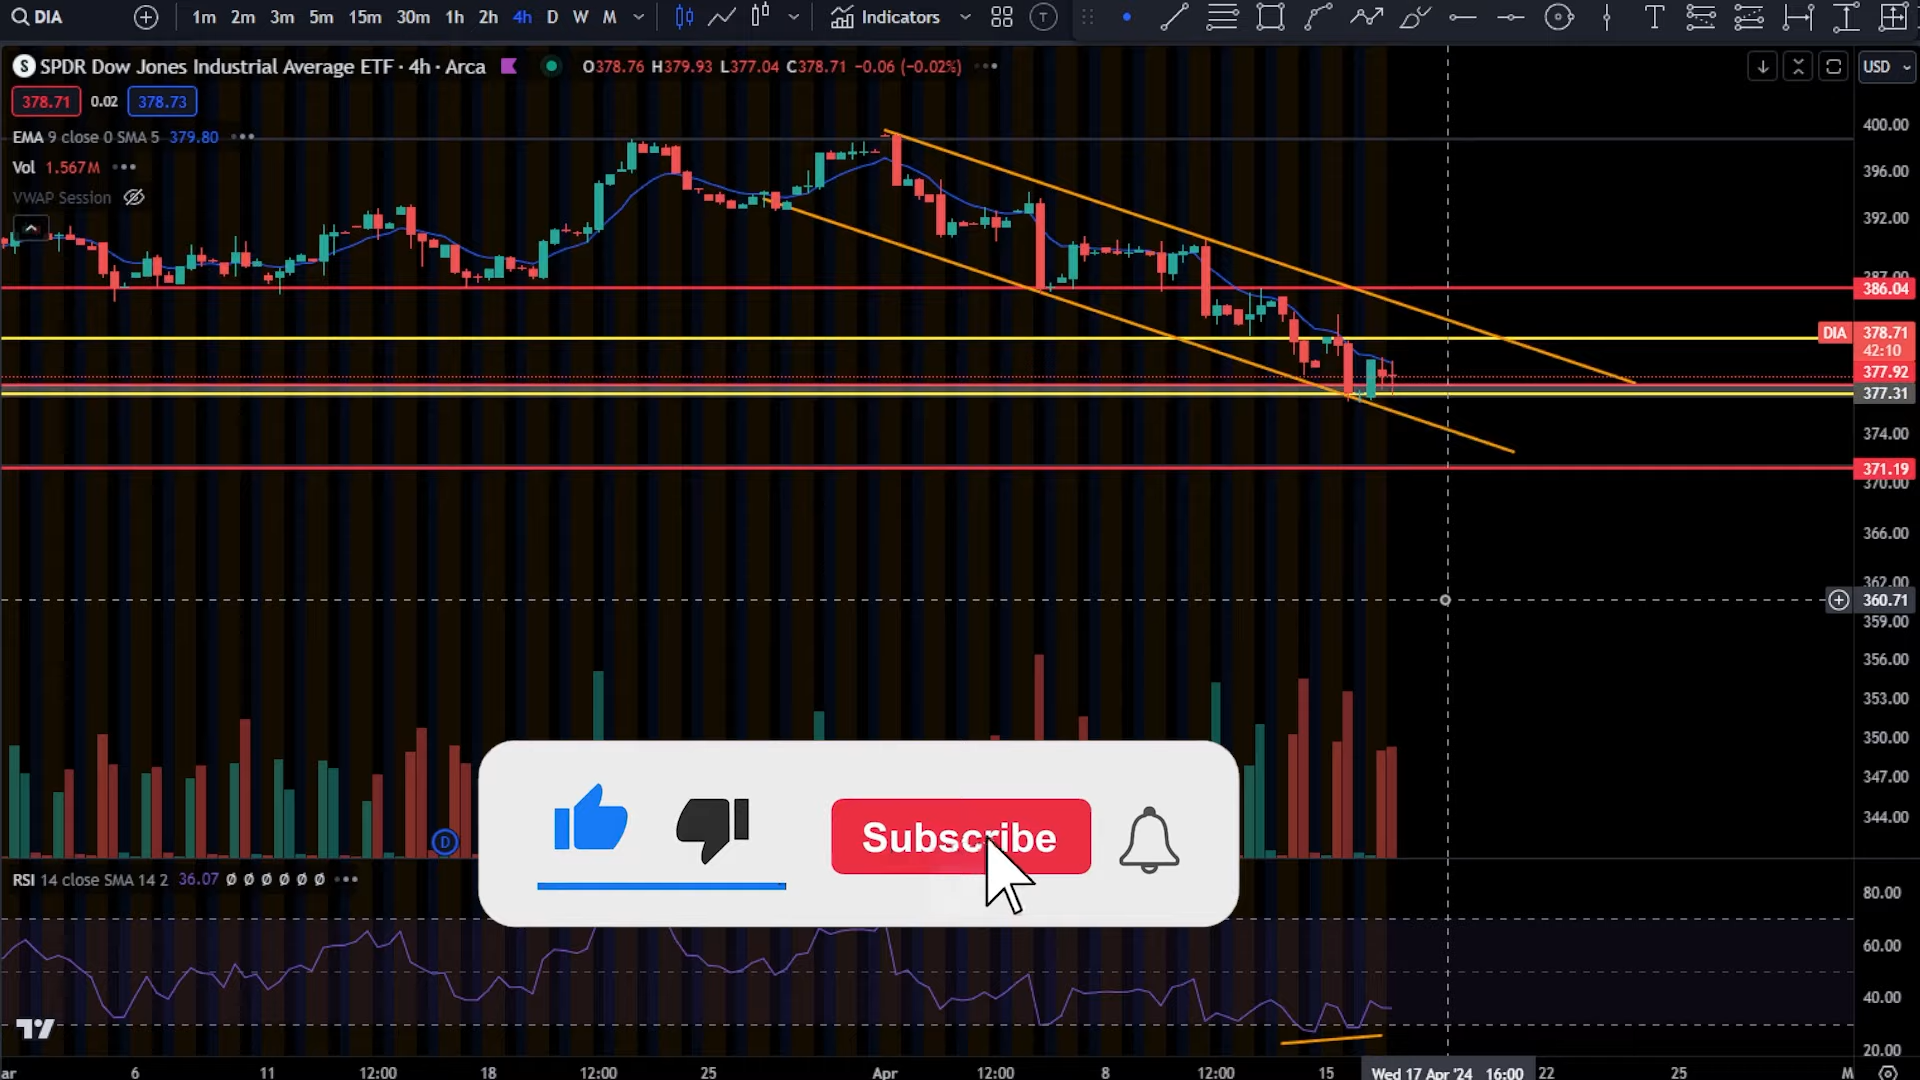 DIA 1m 2m 3m 5m 15m 30m 1h 2h 4h D W M Indicators T T
S SPDR Dow Jones Industrial Average ETF · 4h · Arca O378.76 H379.93 L377.04 C378.71 −0.06 (−0.02%) USD
378.71 0.02 378.73
EMA 9 close 0 SMA 5 379.80
Vol 1.567M
VWAP Session
400.00
396.00
392.00
387.00
386.04
DIA 378.71
42:10
377.92
377.31
374.00
371.19
370.00
366.00
362.00
360.71
359.00
356.00
353.00
350.00
347.00
344.00
D
Subscribe
RSI 14 close SMA 14 2 36.07 Ø Ø Ø Ø Ø Ø
80.00
60.00
40.00
20.00
ar 6 11 12:00 18 12:00 25 Apr 12:00 8 12:00 15 Wed 17 Apr '24 16:00 22 25 M